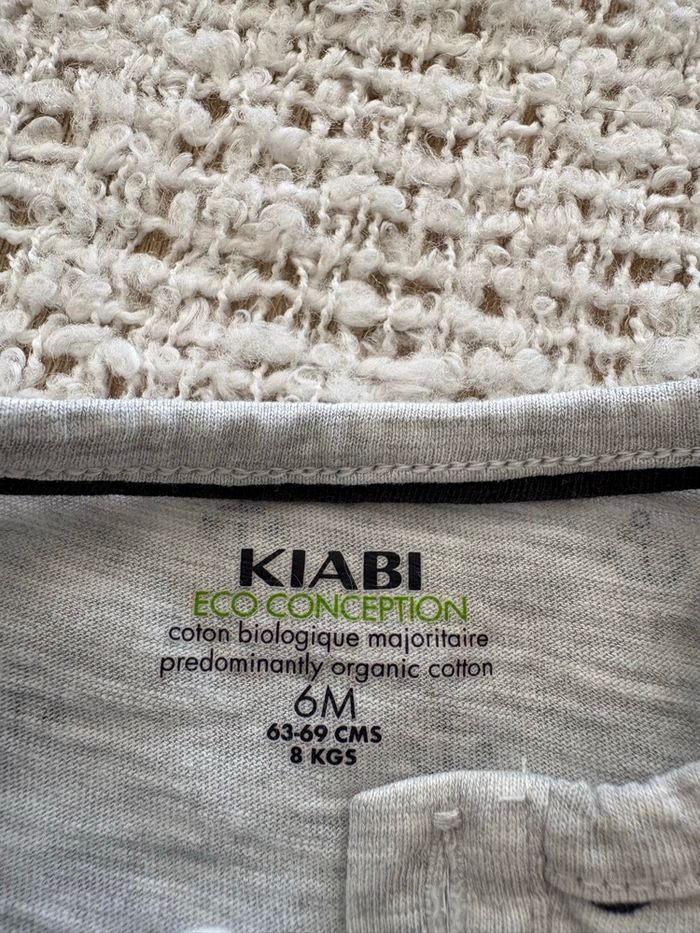 KIABI
ECO CONCEPTION
coton biologique majoritaire
predominantly organic cotton
6M
63-69 CMS
8 KGS